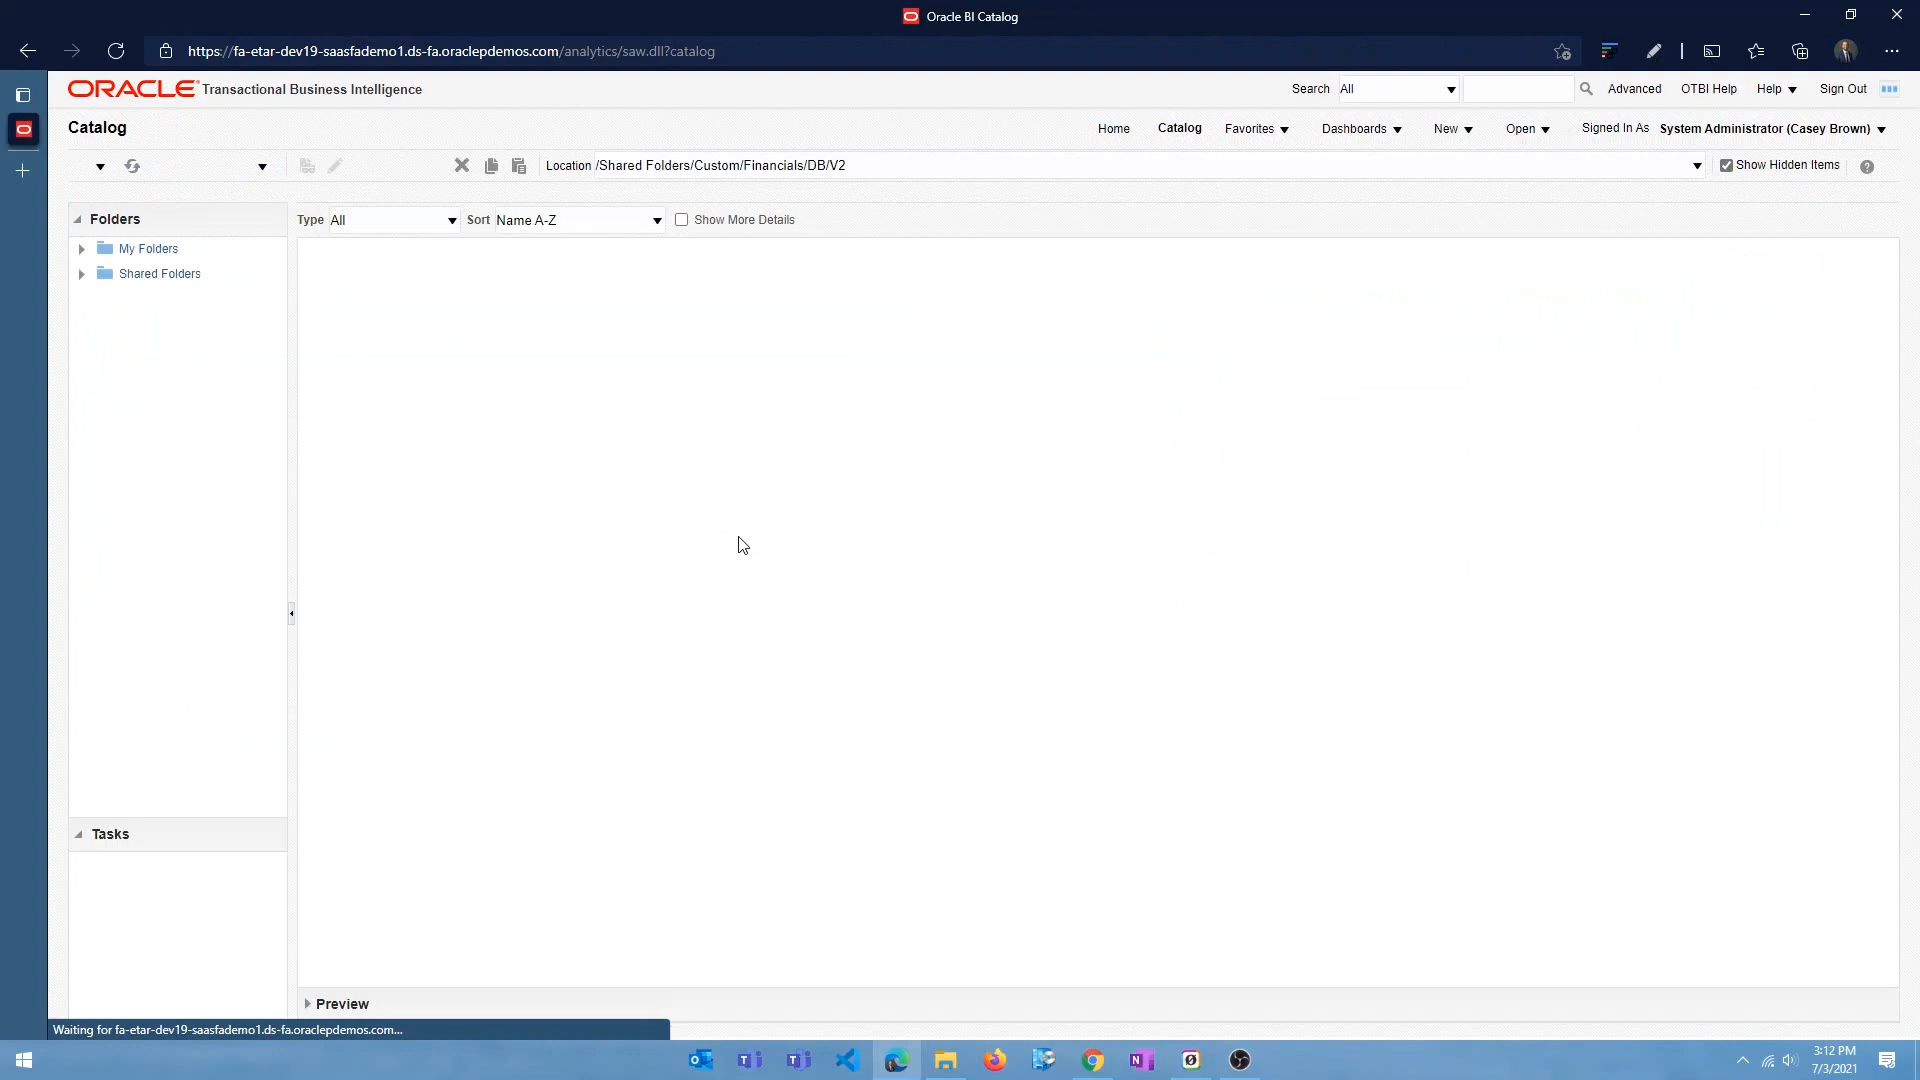 Oracle BI Catalog
https://fa-etar-dev19-saasfademo1.ds-fa.oraclepdemos.com/analytics/saw.dll?catalog
ORACLE Transactional Business Intelligence
Search All Advanced OTBI Help Help Sign Out
Catalog Home Catalog Favorites Dashboards New Open Signed In As System Administrator (Casey Brown)
Location /Shared Folders/Custom/Financials/DB/V2 Show Hidden Items
Folders
Type All Sort Name A-Z Show More Details
My Folders
Shared Folders
Tasks
Preview
Waiting for fa-etar-dev19-saasfademo1.ds-fa.oraclepdemos.com...
3:12 PM
7/3/2021